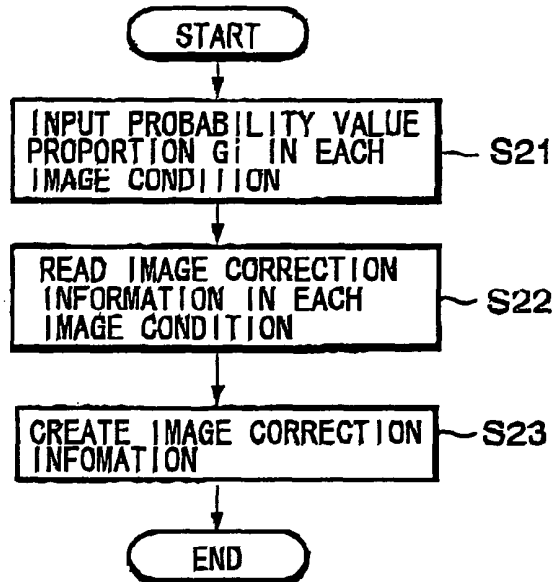 START
INPUT PROBABILITY VALUE
PROPORTION Gi IN EACH
IMAGE CONDITION
S21
READ IMAGE CORRECTION
INFORMATION IN EACH
IMAGE CONDITION
S22
CREATE IMAGE CORRECTION
INFOMATION
S23
END